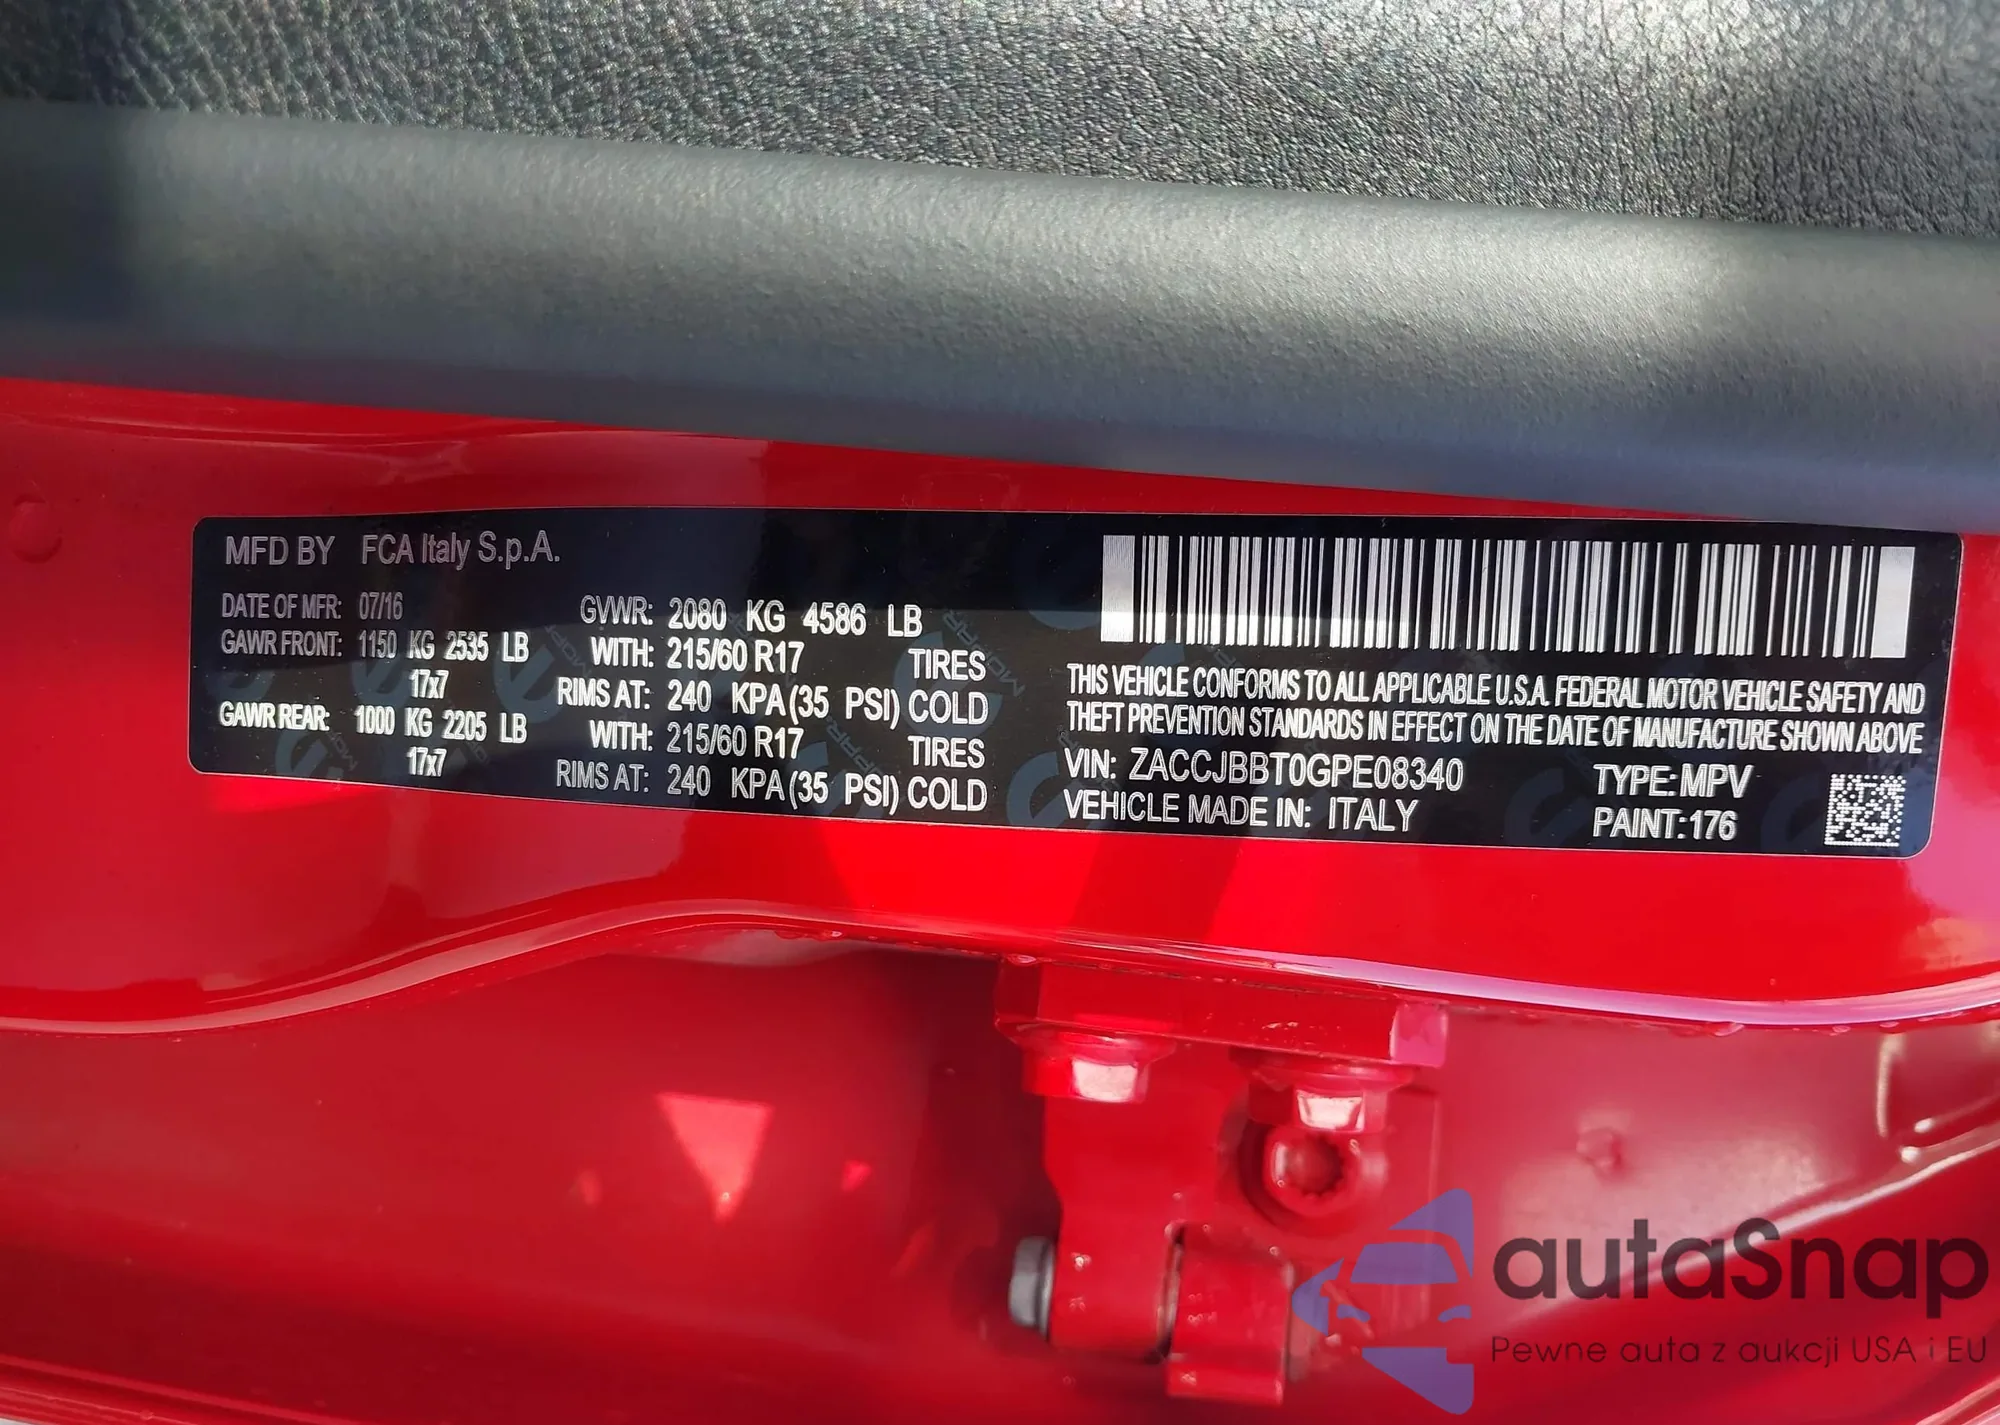 MFD BY FCA Italy S.p.A.
DATE OF MFR: 07/16 GVWR: 2080 KG 4586 LB
GAWR FRONT: 1150 KG 2535 LB WITH: 215/60 R17 TIRES
17x7 RIMS AT: 240 KPA (35 PSI) COLD
GAWR REAR: 1000 KG 2205 LB WITH: 215/60 R17 TIRES
17x7 RIMS AT: 240 KPA (35 PSI) COLD
THIS VEHICLE CONFORMS TO ALL APPLICABLE U.S.A. FEDERAL MOTOR VEHICLE SAFETY AND
THEFT PREVENTION STANDARDS IN EFFECT ON THE DATE OF MANUFACTURE SHOWN ABOVE
VIN: ZACCJBBT0GPE08340 TYPE: MPV
VEHICLE MADE IN: ITALY PAINT: 176
autaSnap
Pewne auta z aukcji USA i EU